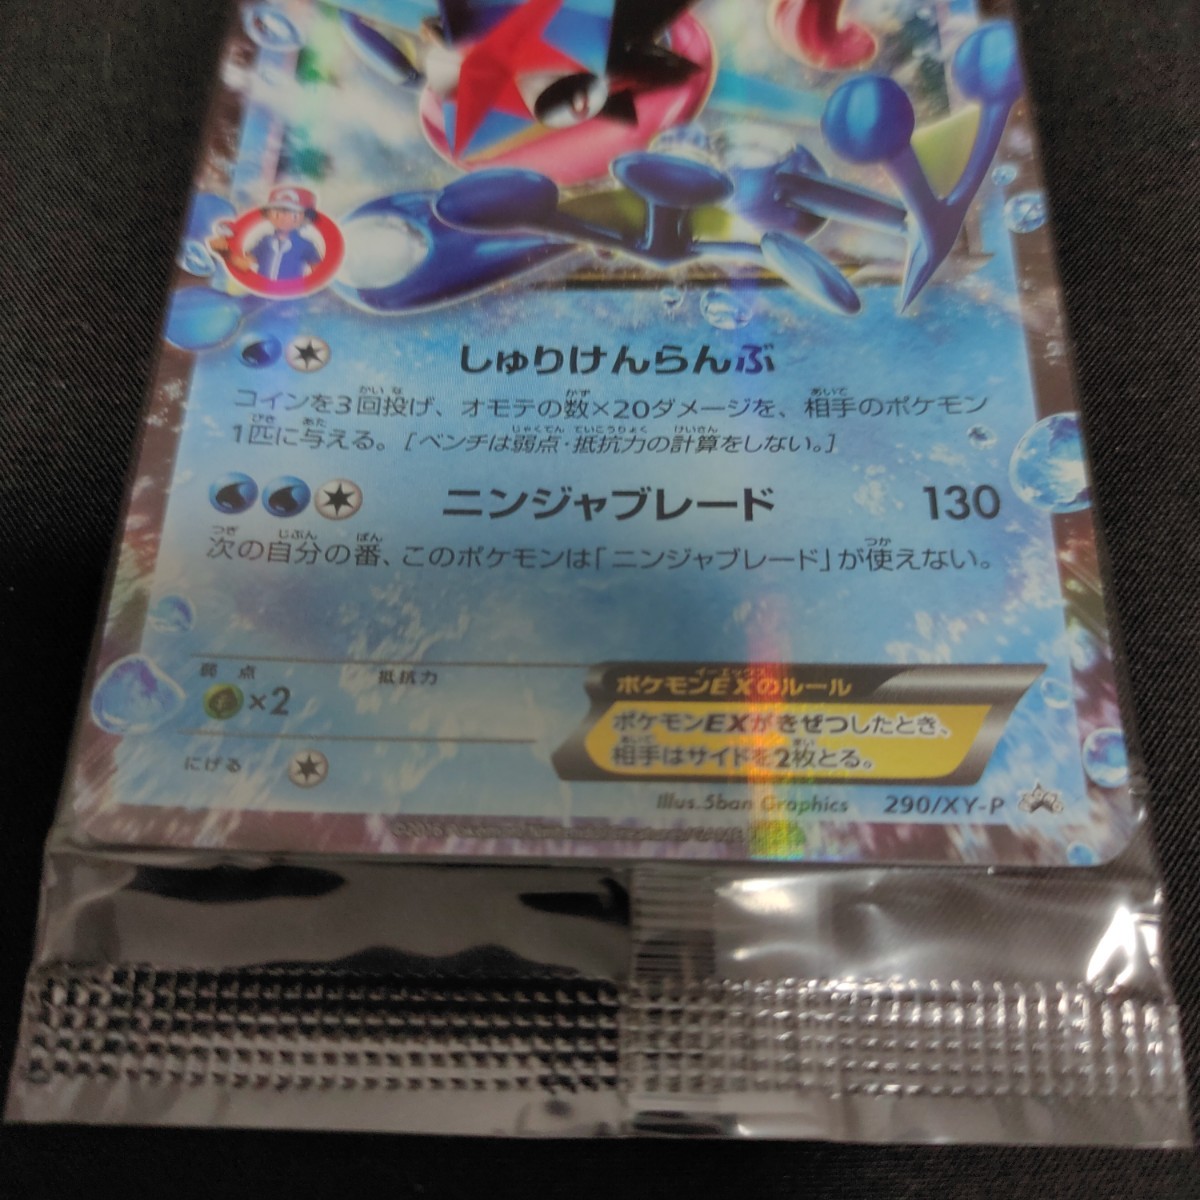 しゅりけんらんぶ
コインを3回投げ、オモテの数×20ダメージを、相手のポケモン
1匹に与える。[ベンチは弱点・抵抗力の計算をしない。]
ニンジャブレード 130
次の自分の番、このポケモンは「ニンジャブレード」が使えない。
弱点 抵抗力
×2
にげる
ポケモンEXのルール
ポケモンEXがきぜつしたとき、
相手はサイドを2枚とる。
Illus. 5ban Graphics 290/XY-P